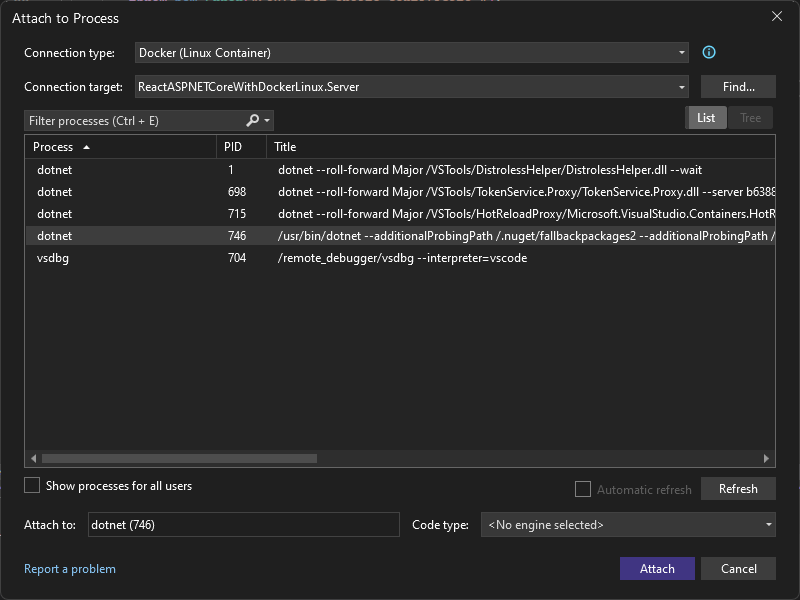 Attach to Process
Connection type: Docker (Linux Container)
Connection target: ReactASPNETCoreWithDockerLinux.Server Find...
Filter processes (Ctrl + E) List Tree
Process PID Title
dotnet 1 dotnet --roll-forward Major /VSTools/DistrolessHelper/DistrolessHelper.dll --wait
dotnet 698 dotnet --roll-forward Major /VSTools/TokenService.Proxy/TokenService.Proxy.dll --server b6388
dotnet 715 dotnet --roll-forward Major /VSTools/HotReloadProxy/Microsoft.VisualStudio.Containers.HotR
dotnet 746 /usr/bin/dotnet --additionalProbingPath /.nuget/fallbackpackages2 --additionalProbingPath /
vsdbg 704 /remote_debugger/vsdbg --interpreter=vscode
Show processes for all users Automatic refresh Refresh
Attach to: dotnet (746) Code type: <No engine selected>
Report a problem Attach Cancel